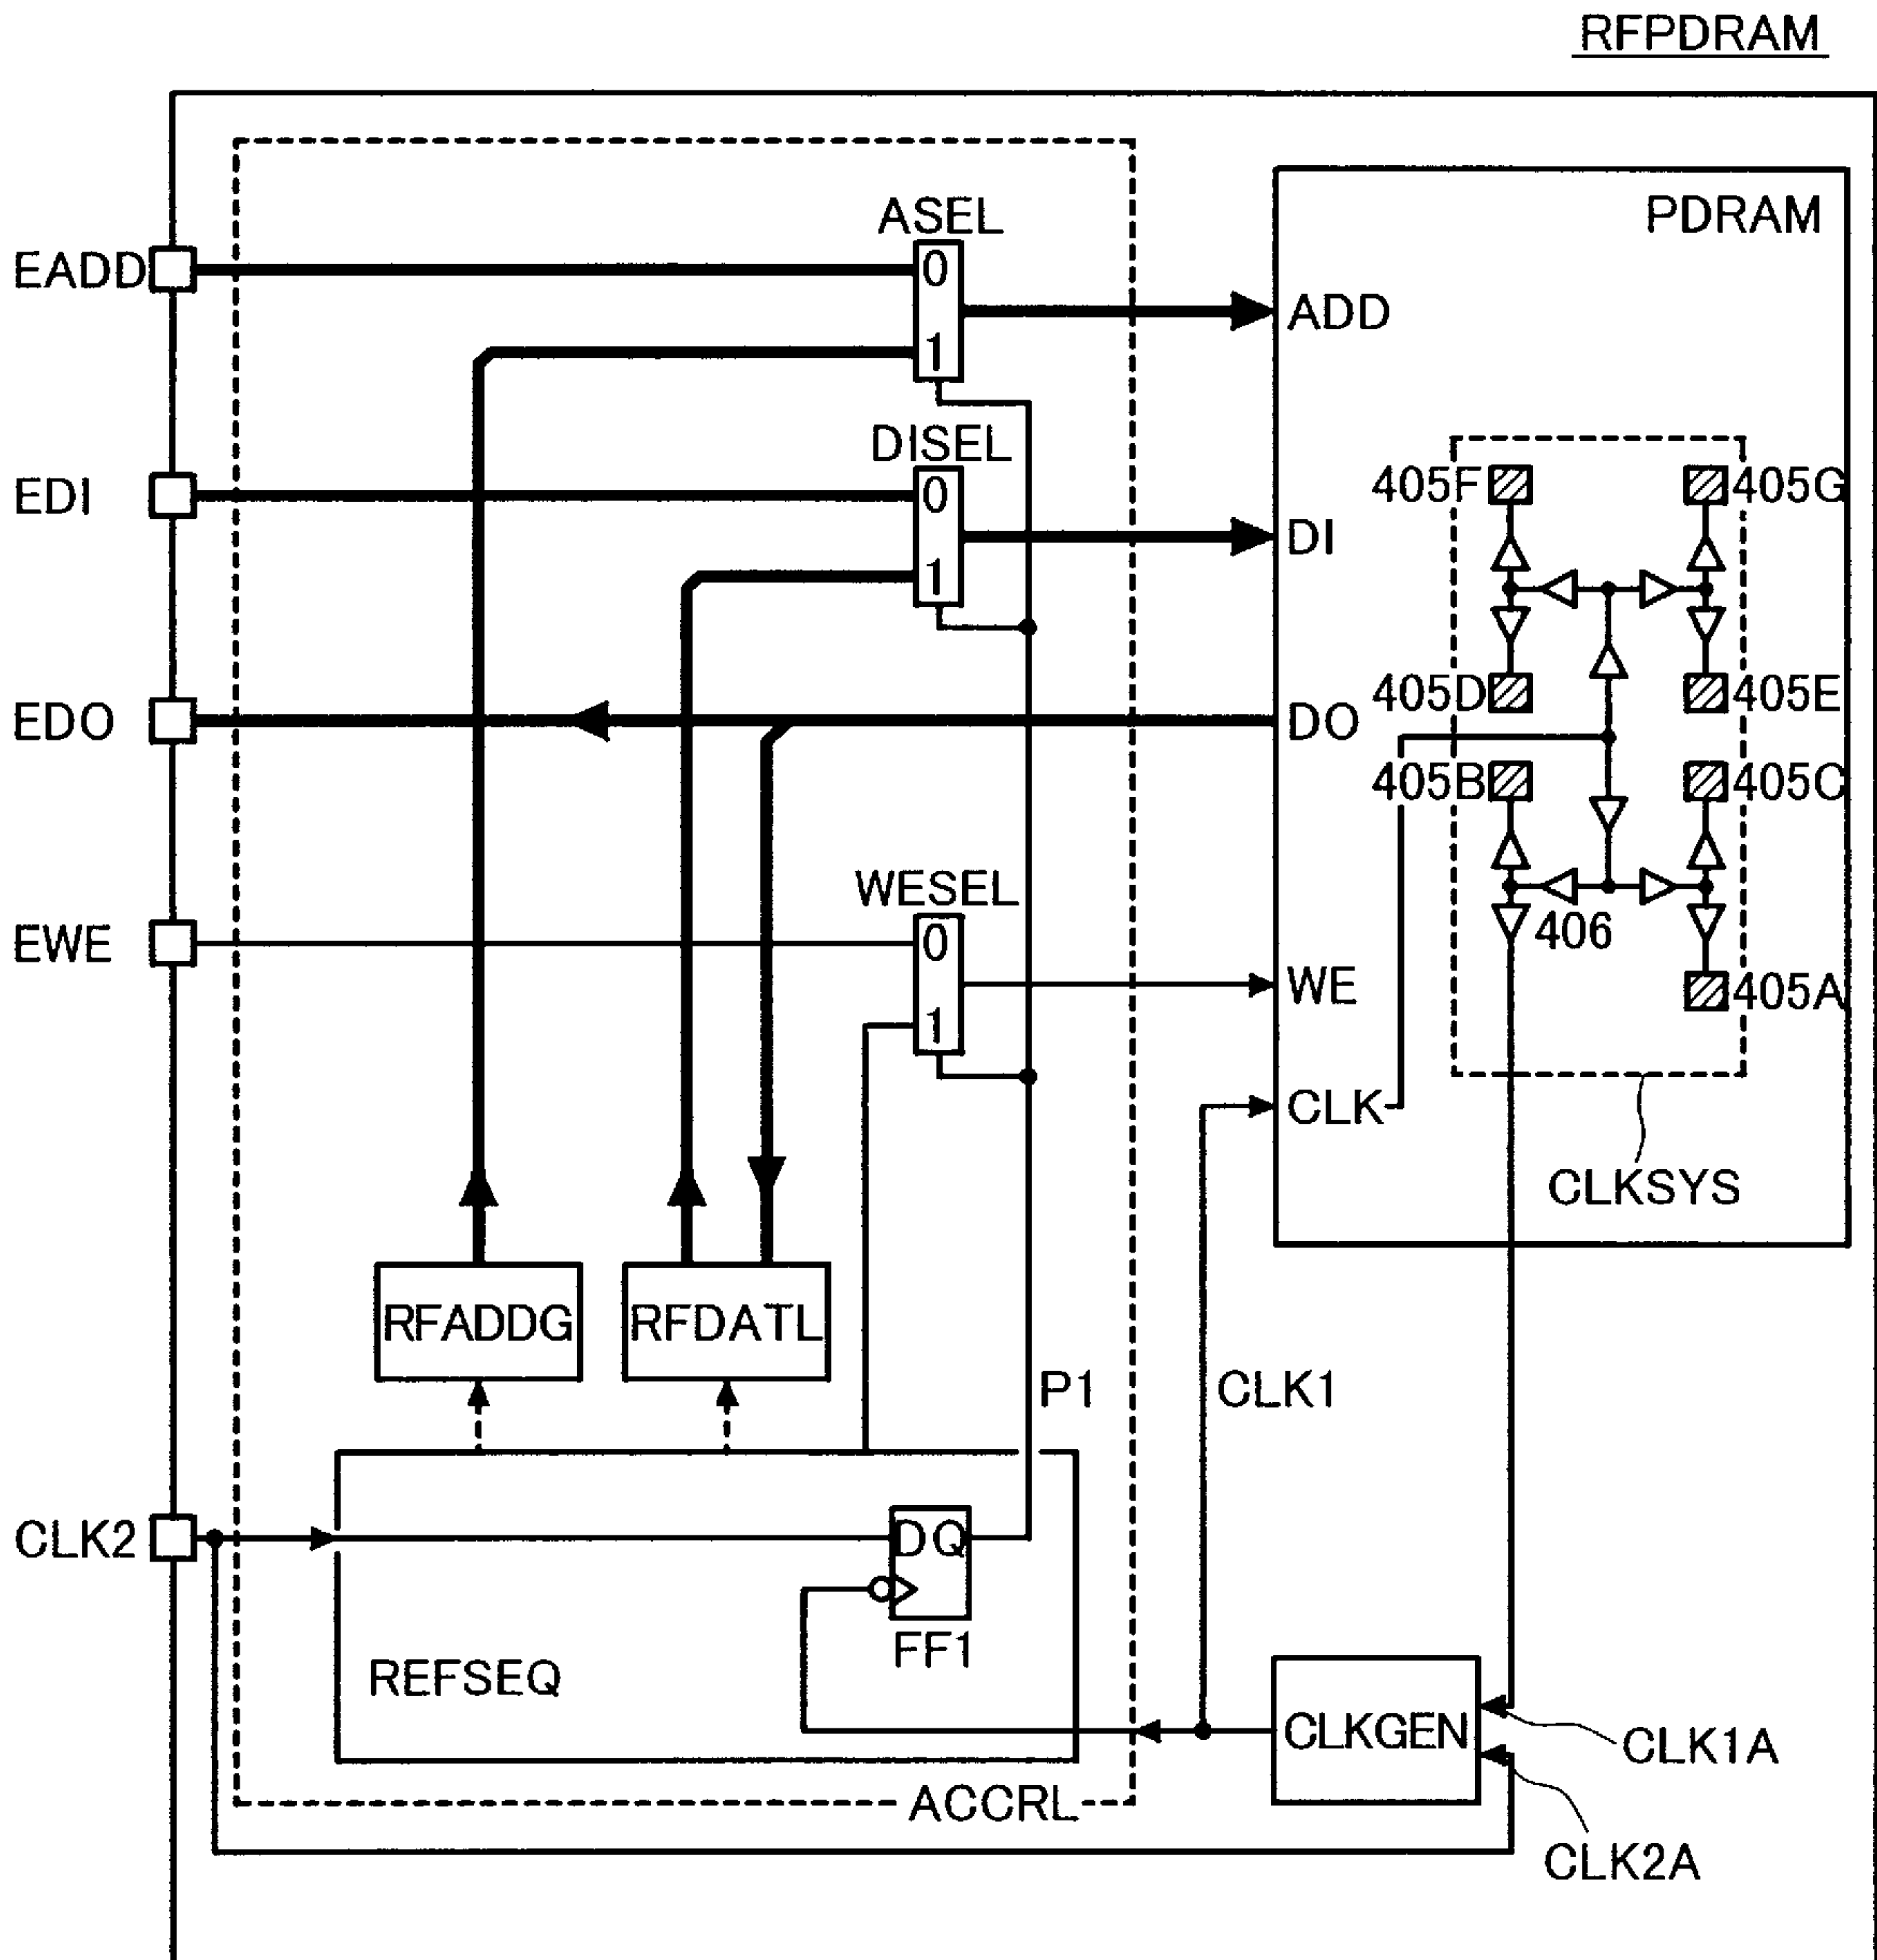 RFPDRAM
ASEL
PDRAM
EADD
0
ADD
1
DISEL
405F
405G
EDI
0
DI
1
405D
405E
EDO
DO
405B
405C
WESEL
EWE
0
406
WE
405A
1
CLK
CLKSYS
RFADDG
RFDATL
P1
CLK1
CLK2
DQ
FF1
REFSEQ
CLKGEN
CLK1A
ACCRL
CLK2A